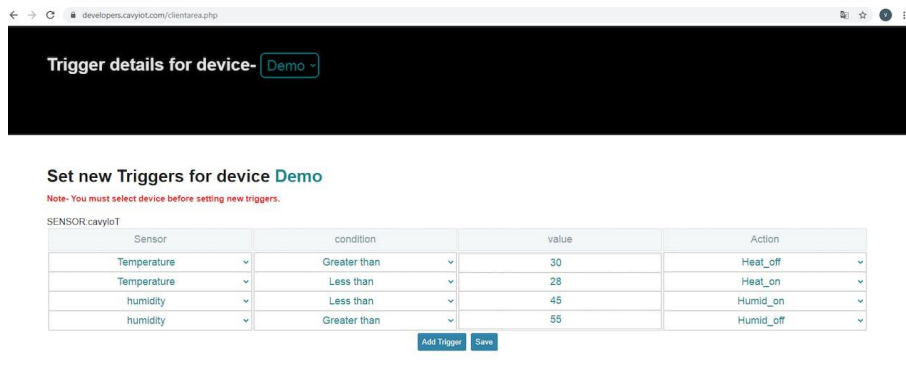 developers.cavyiot.com/clientarea.php
V
Trigger details for device- Demo
Set new Triggers for device Demo
Note- You must select device before setting new triggers.
SENSOR:cavyIoT
Sensor condition value Action
Temperature Greater than 30 Heat_off
Temperature Less than 28 Heat_on
humidity Less than 45 Humid_on
humidity Greater than 55 Humid_off
Add Trigger Save